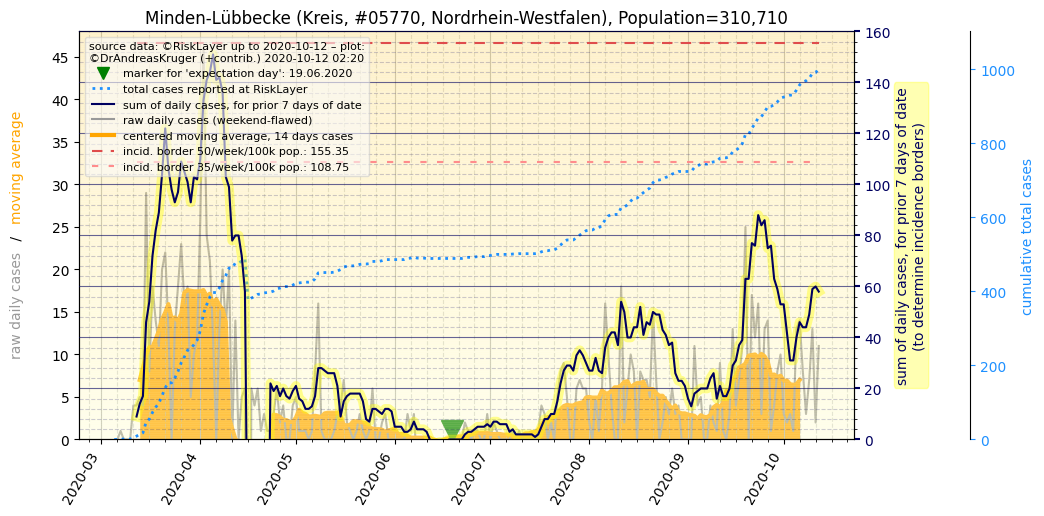 Minden-Lübbecke (Kreis, #05770, Nordrhein-Westfalen), Population=310,710
source data: ©RiskLayer up to 2020-10-12 – plot:
©DrAndreasKruger (+contrib.) 2020-10-12 02:20
marker for 'expectation day': 19.06.2020
total cases reported at RiskLayer
sum of daily cases, for prior 7 days of date
raw daily cases (weekend-flawed)
centered moving average, 14 days cases
incid. border 50/week/100k pop.: 155.35
incid. border 35/week/100k pop.: 108.75
raw daily cases / moving average
45
40
35
30
25
20
15
10
5
0
2020-03
2020-04
2020-05
2020-06
2020-07
2020-08
2020-09
2020-10
160
140
120
100
80
60
40
20
0
sum of daily cases, for prior 7 days of date
(to determine incidence borders)
1000
800
600
400
200
0
cumulative total cases